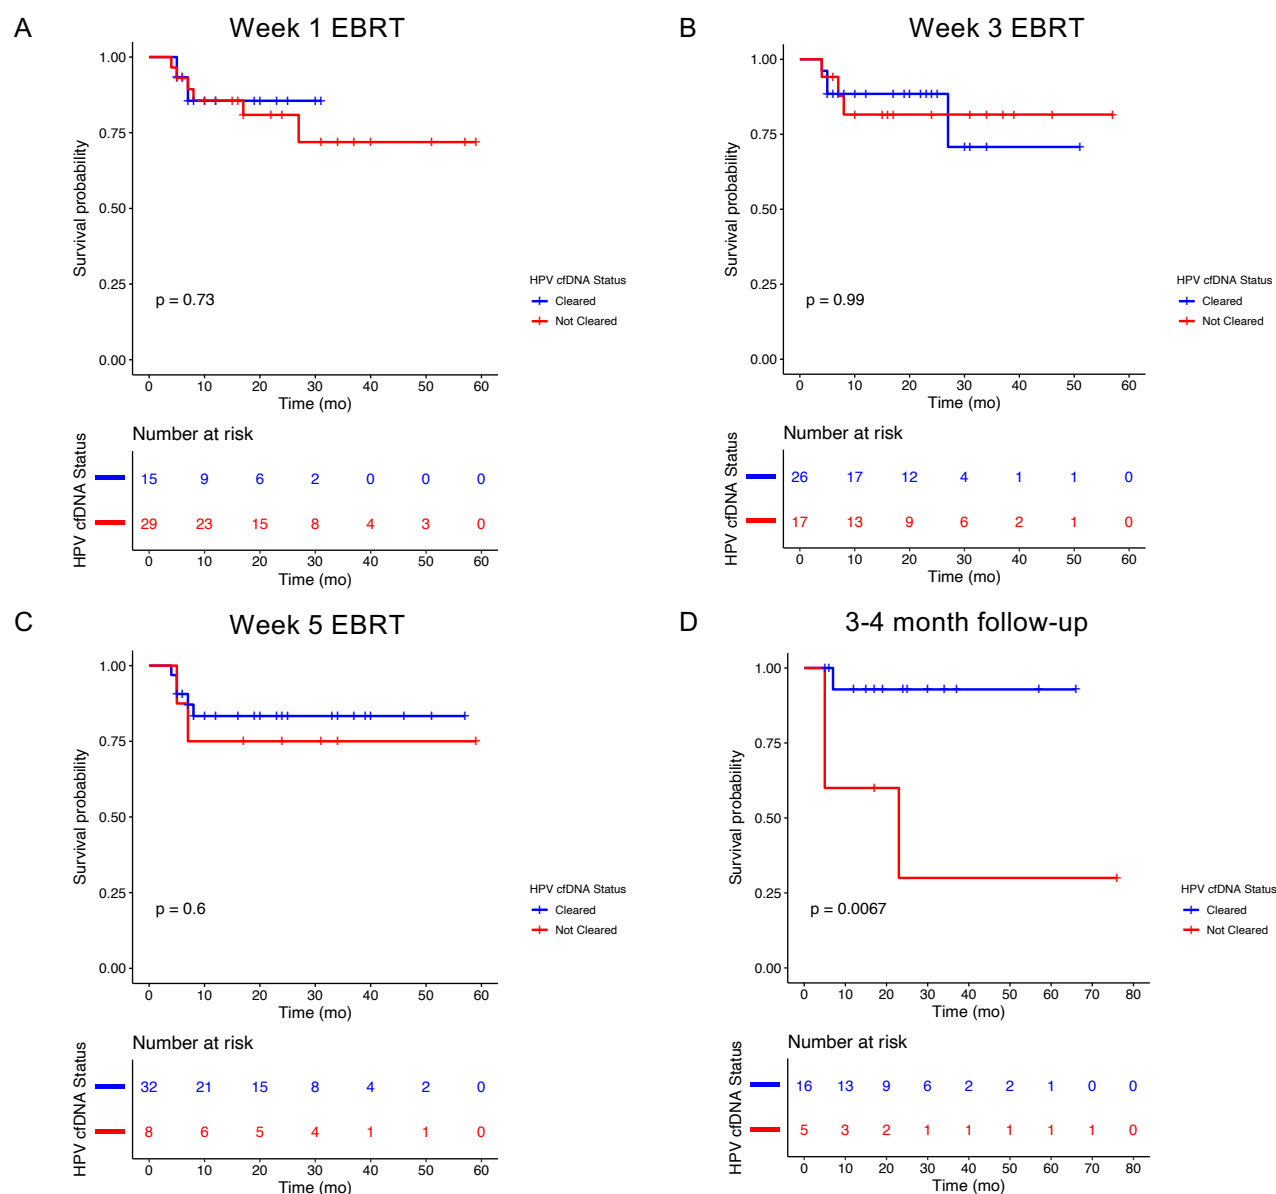 A
Week 1 EBRT
1.00
0.75
0.50
0.25
0.00
Survival probability
p = 0.73
HPV cfDNA Status
Cleared
Not Cleared
0 10 20 30 40 50 60
Time (mo)
Number at risk
HPV cfDNA Status
15 9 6 2 0 0 0
29 23 15 8 4 3 0
0 10 20 30 40 50 60
Time (mo)
B
Week 3 EBRT
1.00
0.75
0.50
0.25
0.00
Survival probability
p = 0.99
HPV cfDNA Status
Cleared
Not Cleared
0 10 20 30 40 50 60
Time (mo)
Number at risk
HPV cfDNA Status
26 17 12 4 1 1 0
17 13 9 6 2 1 0
0 10 20 30 40 50 60
Time (mo)
C
Week 5 EBRT
1.00
0.75
0.50
0.25
0.00
Survival probability
p = 0.6
HPV cfDNA Status
Cleared
Not Cleared
0 10 20 30 40 50 60
Time (mo)
Number at risk
HPV cfDNA Status
32 21 15 8 4 2 0
8 6 5 4 1 1 0
0 10 20 30 40 50 60
Time (mo)
D
3-4 month follow-up
1.00
0.75
0.50
0.25
0.00
Survival probability
p = 0.0067
HPV cfDNA Status
Cleared
Not Cleared
0 10 20 30 40 50 60 70 80
Time (mo)
Number at risk
HPV cfDNA Status
16 13 9 6 2 2 1 0 0
5 3 2 1 1 1 1 1 0
0 10 20 30 40 50 60 70 80
Time (mo)